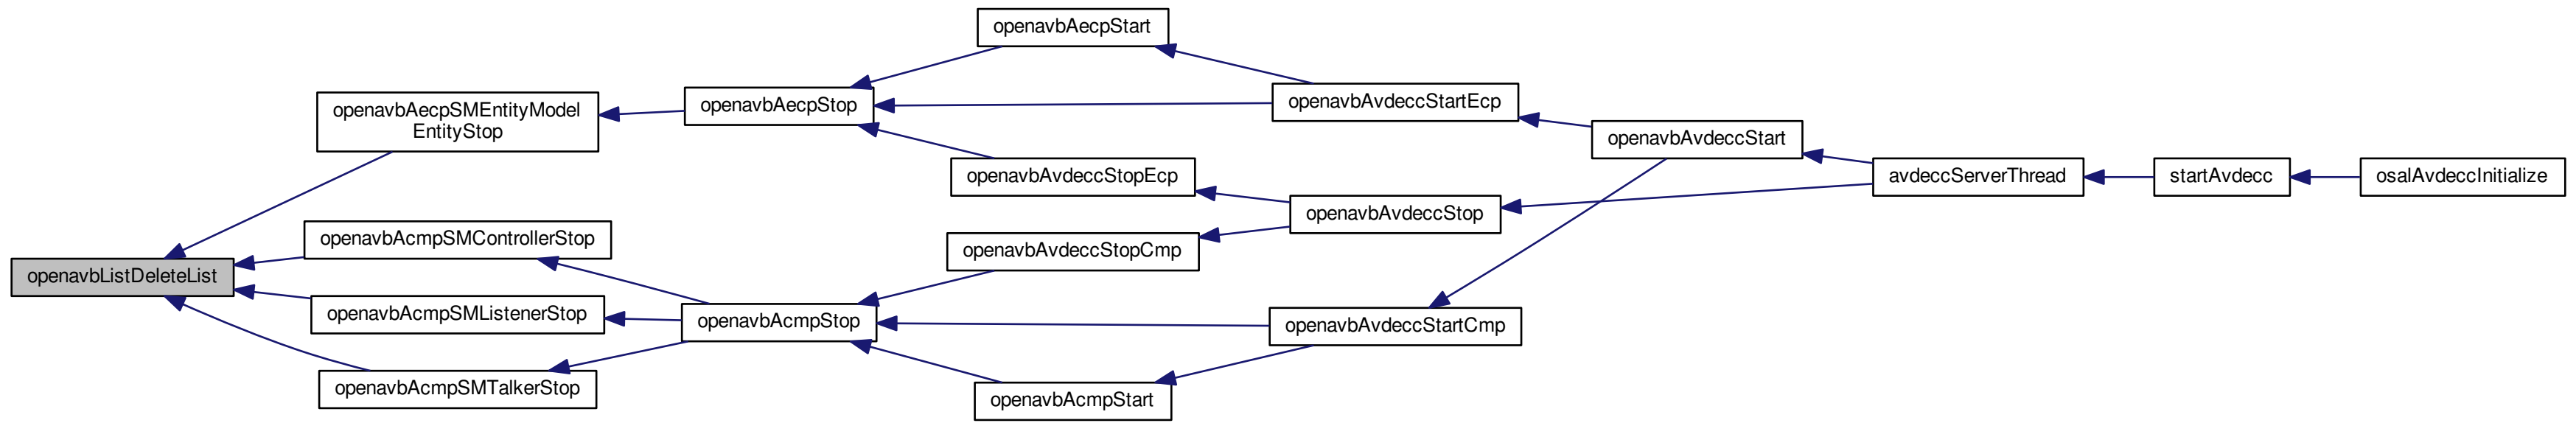 openavbListDeleteList
openavbAecpSMEntityModel
EntityStop
openavbAcmpSMControllerStop
openavbAcmpSMListenerStop
openavbAcmpSMTalkerStop
openavbAecpStop
openavbAcmpStop
openavbAecpStart
openavbAvdeccStopEcp
openavbAvdeccStopCmp
openavbAcmpStart
openavbAvdeccStartEcp
openavbAvdeccStop
openavbAvdeccStartCmp
openavbAvdeccStart
avdeccServerThread
startAvdecc
osalAvdeccInitialize